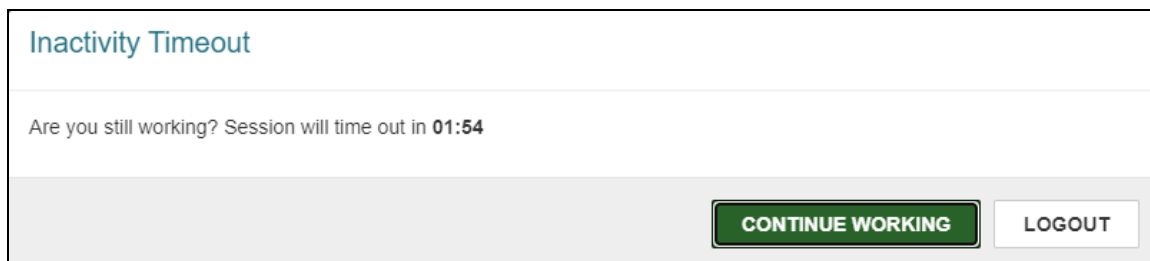 Inactivity Timeout
Are you still working? Session will time out in 01:54
CONTINUE WORKING
LOGOUT